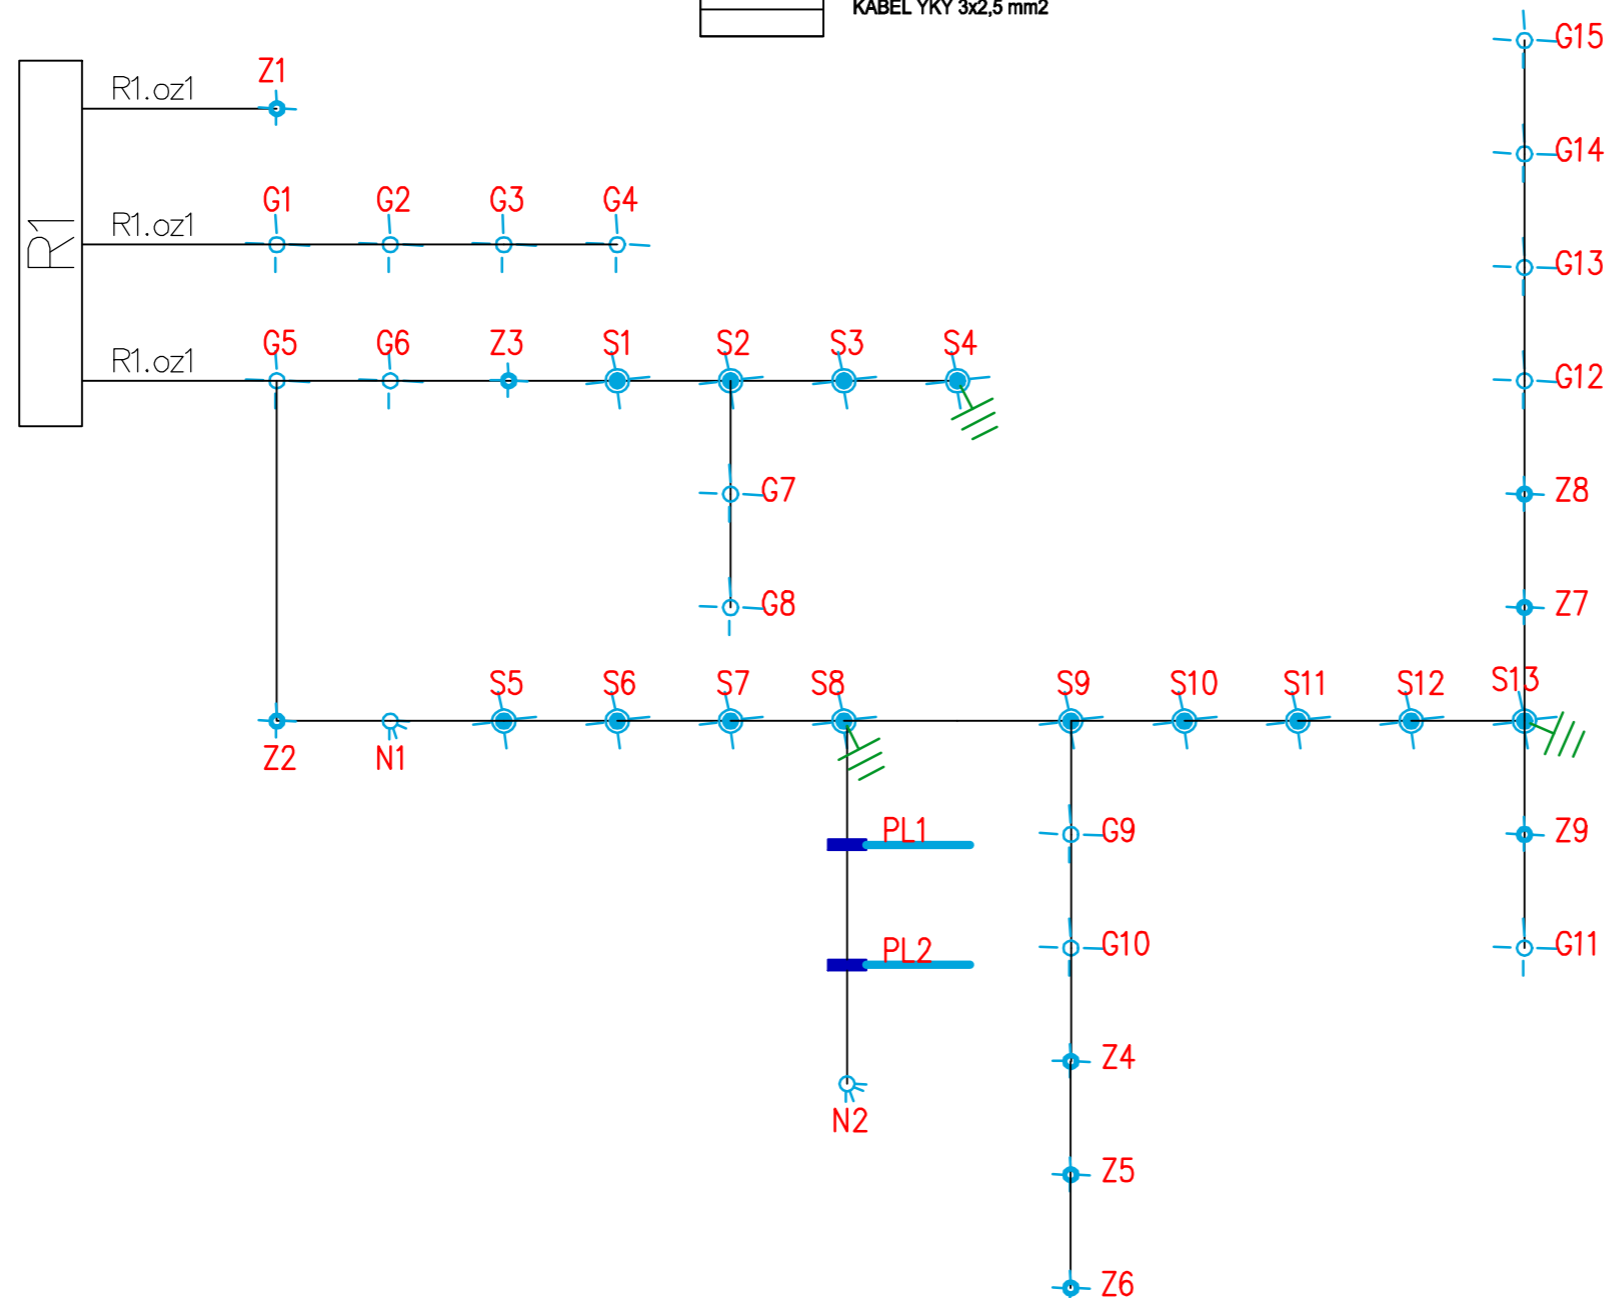 KABEL YKY 3x2,5 mm2
G15
Z1
R1.oz1
G14
G1 G2 G3 G4
R1.oz1
R1
G13
G5 G6 Z3 S1 S2 S3 S4
R1.oz1
G12
G7
Z8
G8
Z7
S5 S6 S7 S8 S9 S10 S11 S12 S13
Z2 N1
PL1
G9
Z9
PL2
G10
G11
Z4
N2
Z5
Z6